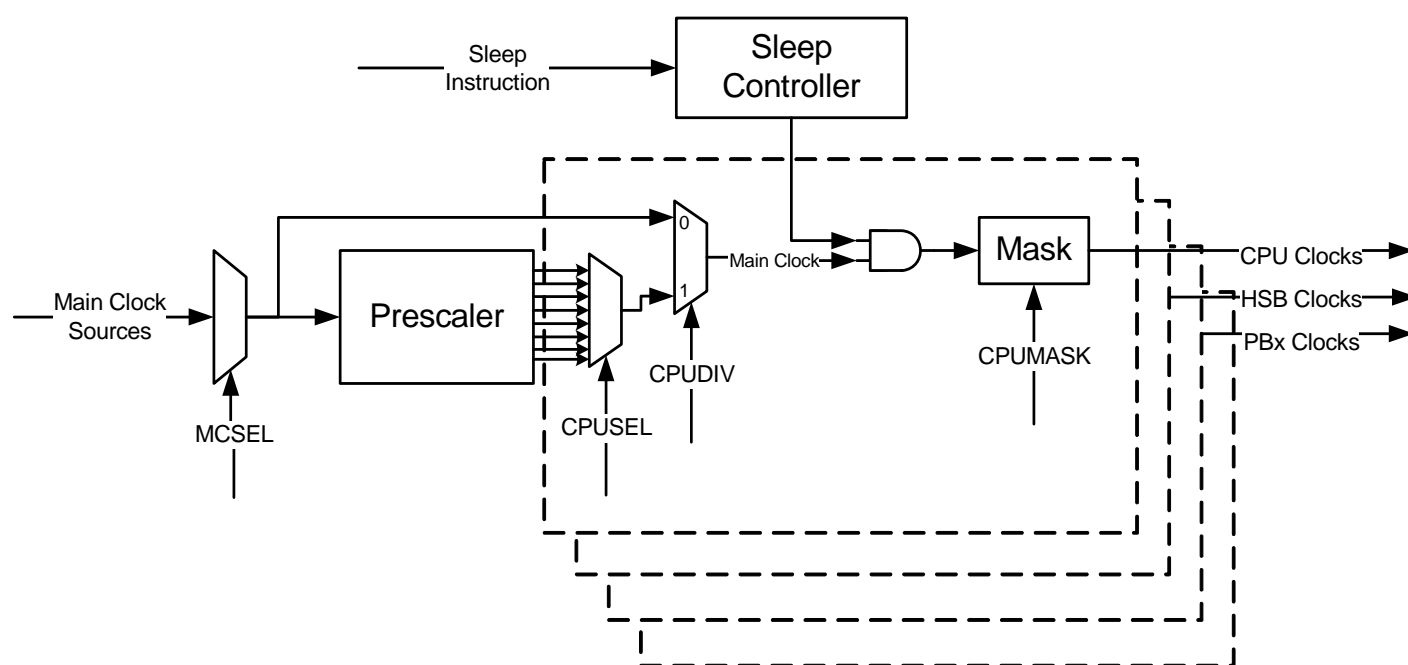 Sleep
Instruction
Sleep
Controller
0
1
Main Clock
Mask
CPU Clocks
HSB Clocks
PBx Clocks
Main Clock
Sources
Prescaler
MCSEL
CPUSEL
CPUDIV
CPUMASK